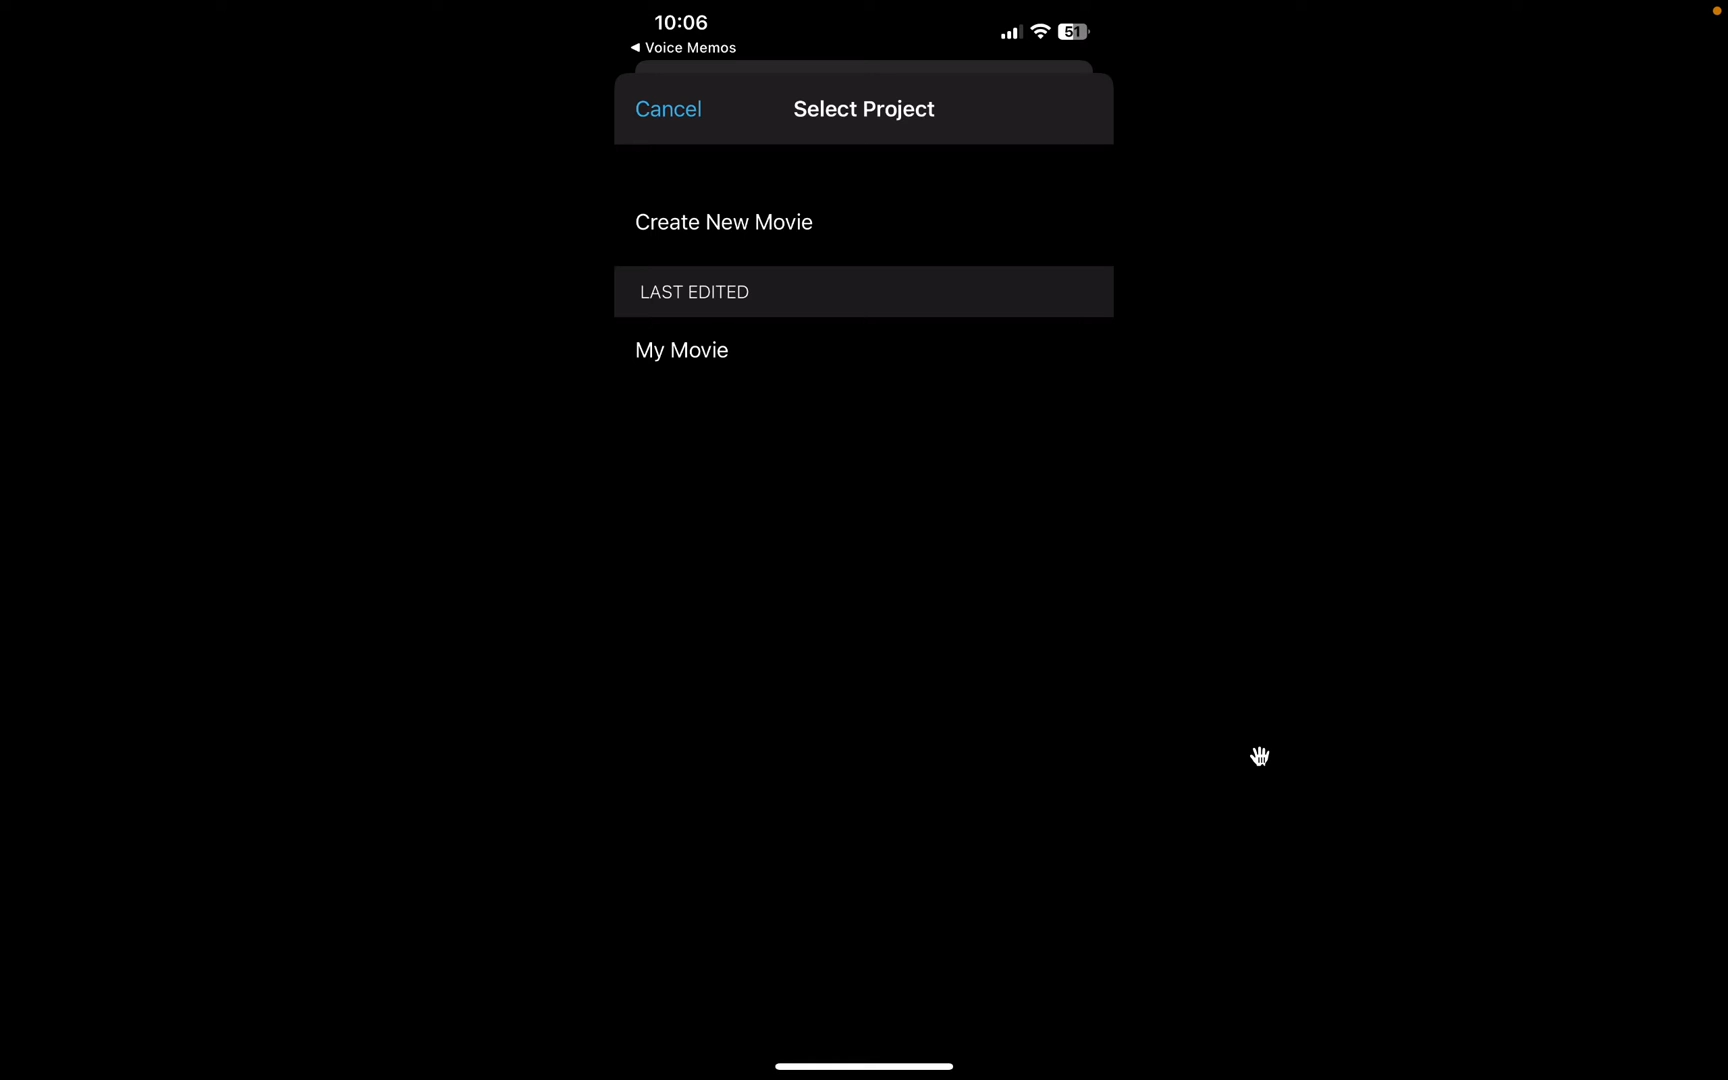 10:06
51
◀ Voice Memos
Cancel
Select Project
Create New Movie
LAST EDITED
My Movie